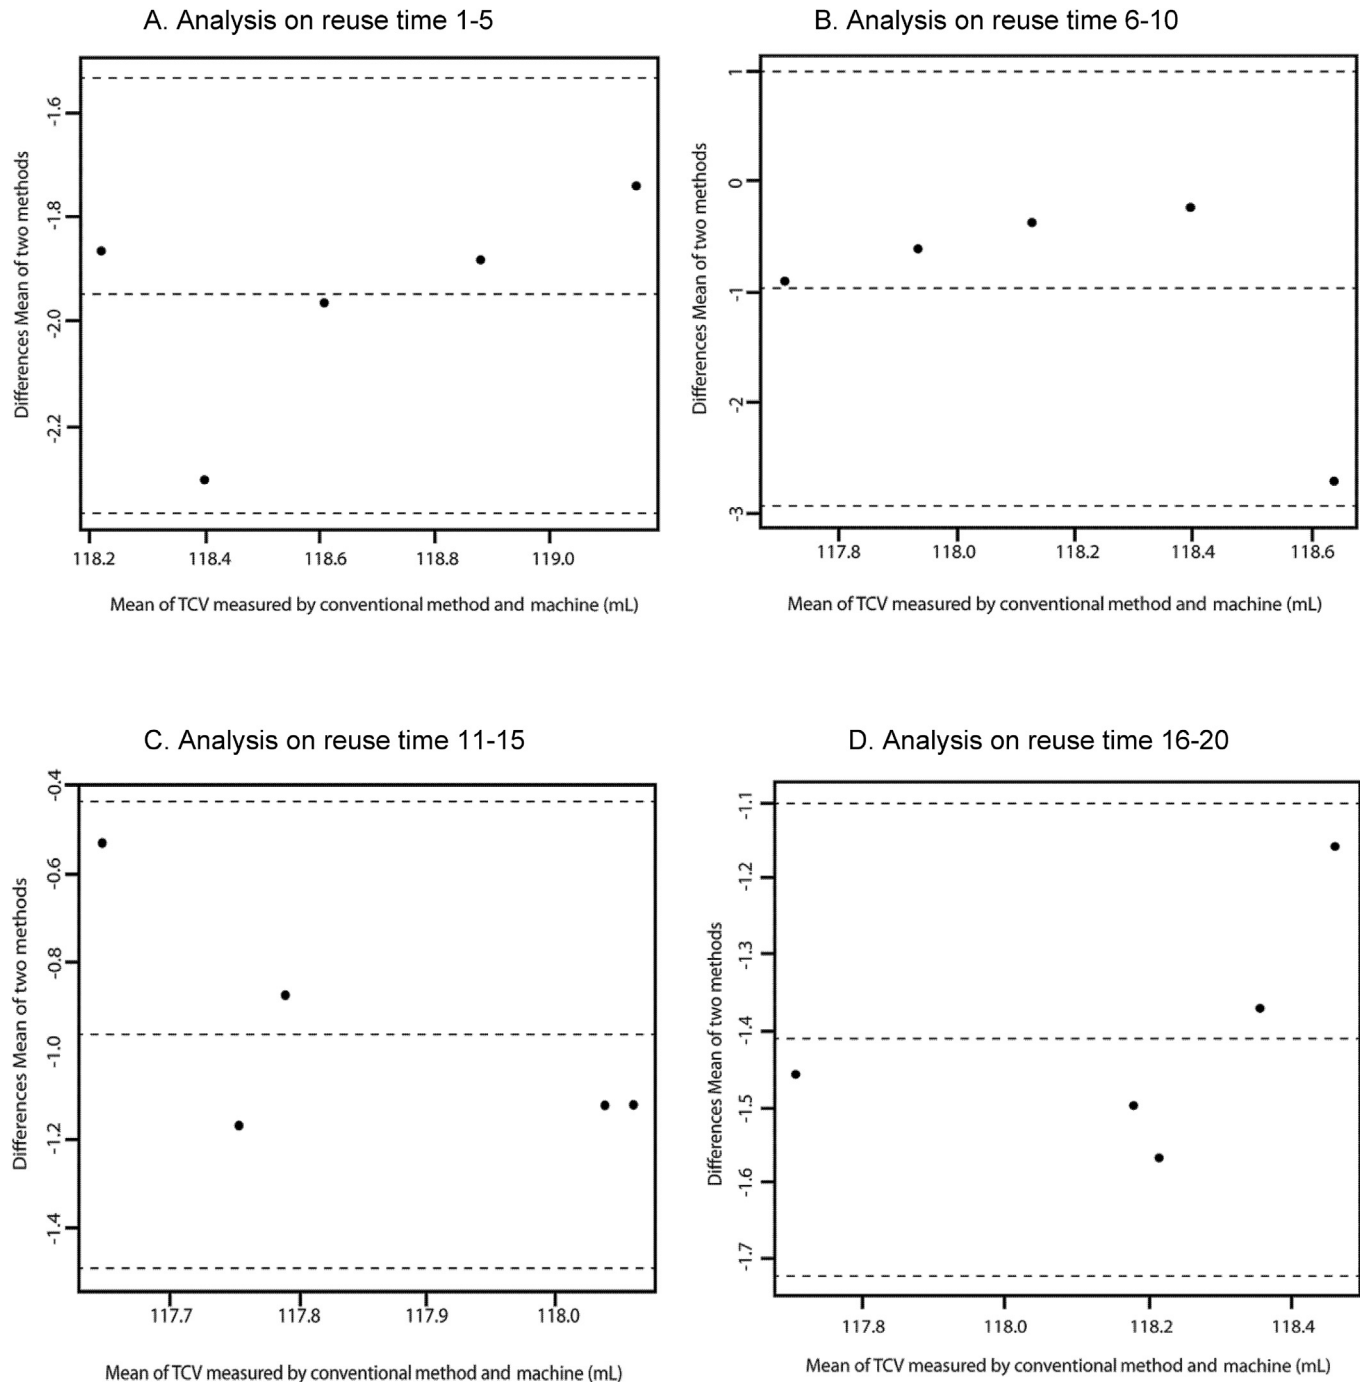 A. Analysis on reuse time 1-5
Differences Mean of two methods
-1.6
-1.8
-2.0
-2.2
118.2 118.4 118.6 118.8 119.0
Mean of TCV measured by conventional method and machine (mL)
B. Analysis on reuse time 6-10
Differences Mean of two methods
1
0
-1
-2
-3
117.8 118.0 118.2 118.4 118.6
Mean of TCV measured by conventional method and machine (mL)
C. Analysis on reuse time 11-15
Differences Mean of two methods
-0.4
-0.6
-0.8
-1.0
-1.2
-1.4
117.7 117.8 117.9 118.0
Mean of TCV measured by conventional method and machine (mL)
D. Analysis on reuse time 16-20
Differences Mean of two methods
-1.1
-1.2
-1.3
-1.4
-1.5
-1.6
-1.7
117.8 118.0 118.2 118.4
Mean of TCV measured by conventional method and machine (mL)